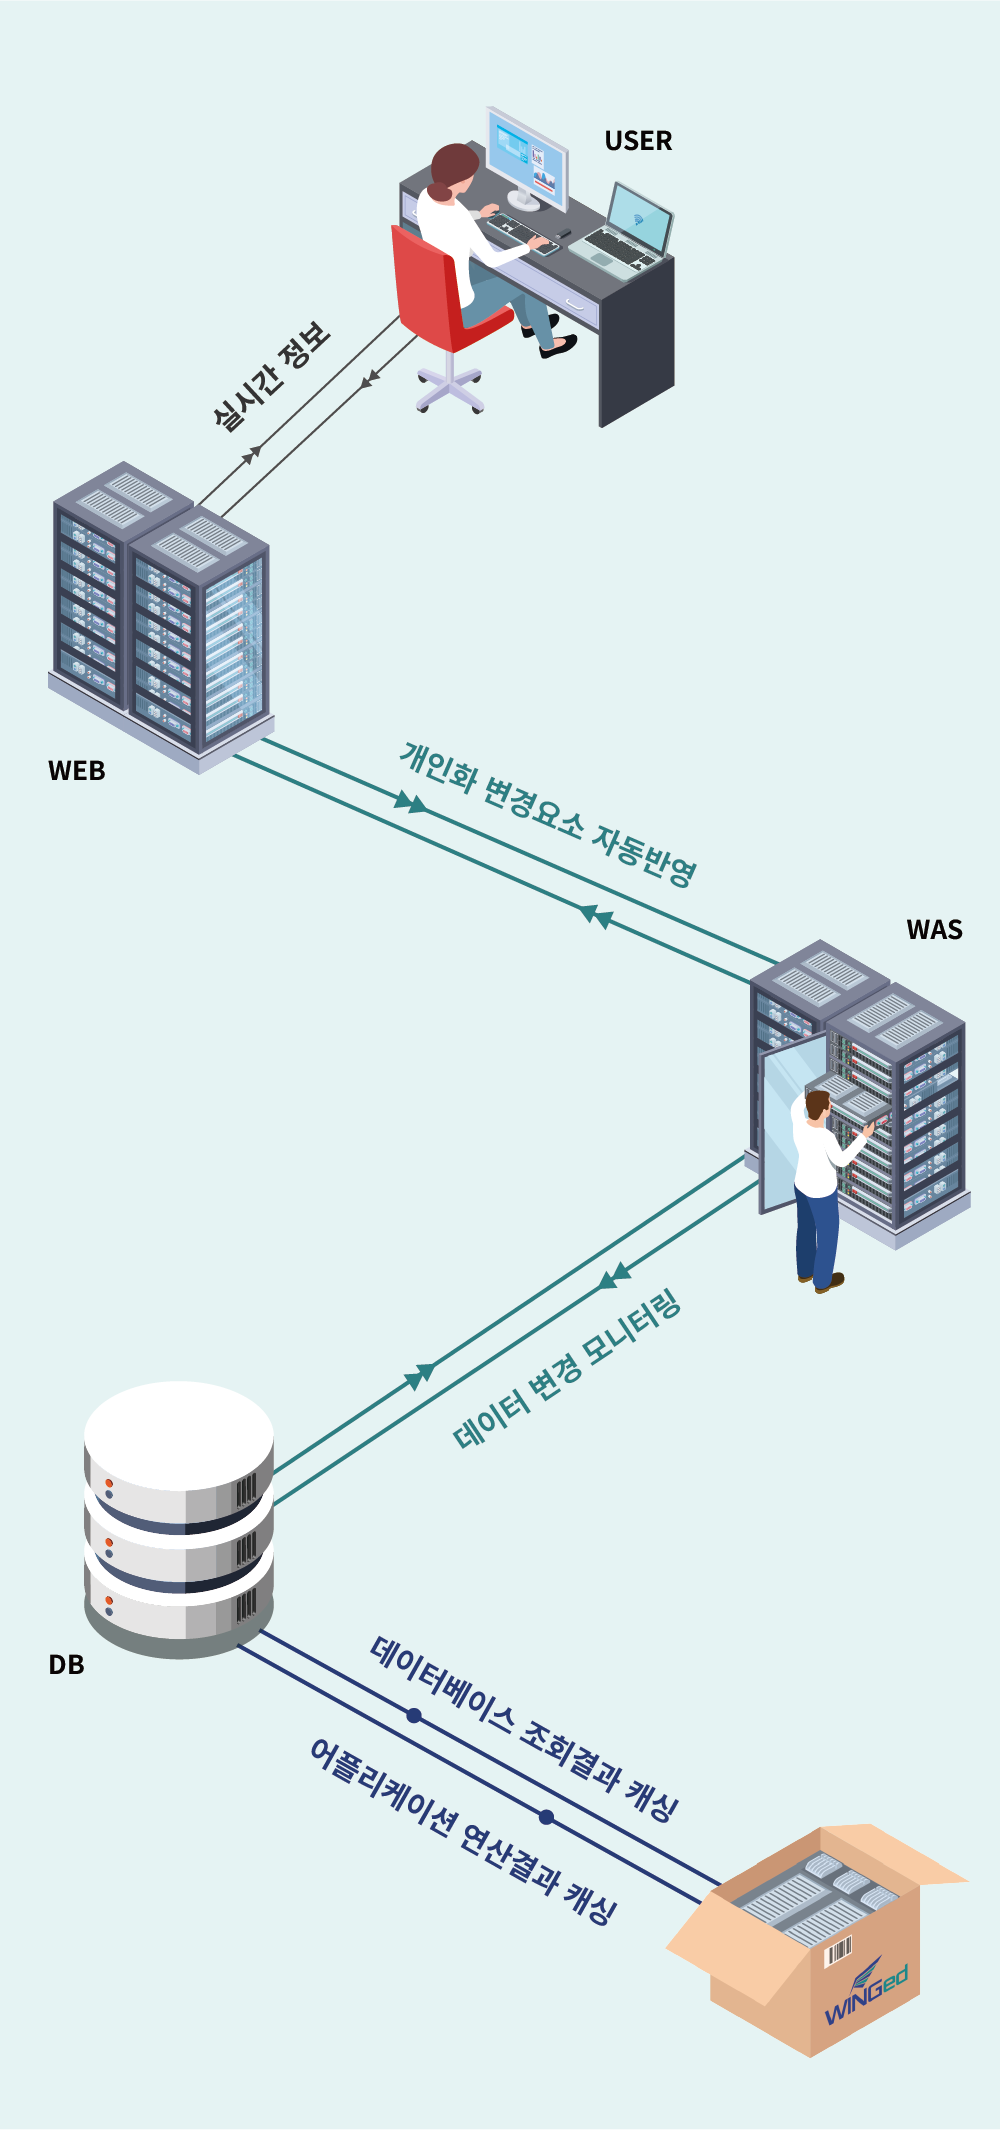 USER
실시간 정보
WEB
개인화 변경요소 자동반영
WAS
데이터 변경 모니터링
DB
데이터베이스 조회결과 캐싱
어플리케이션 연산결과 캐싱
WINGed